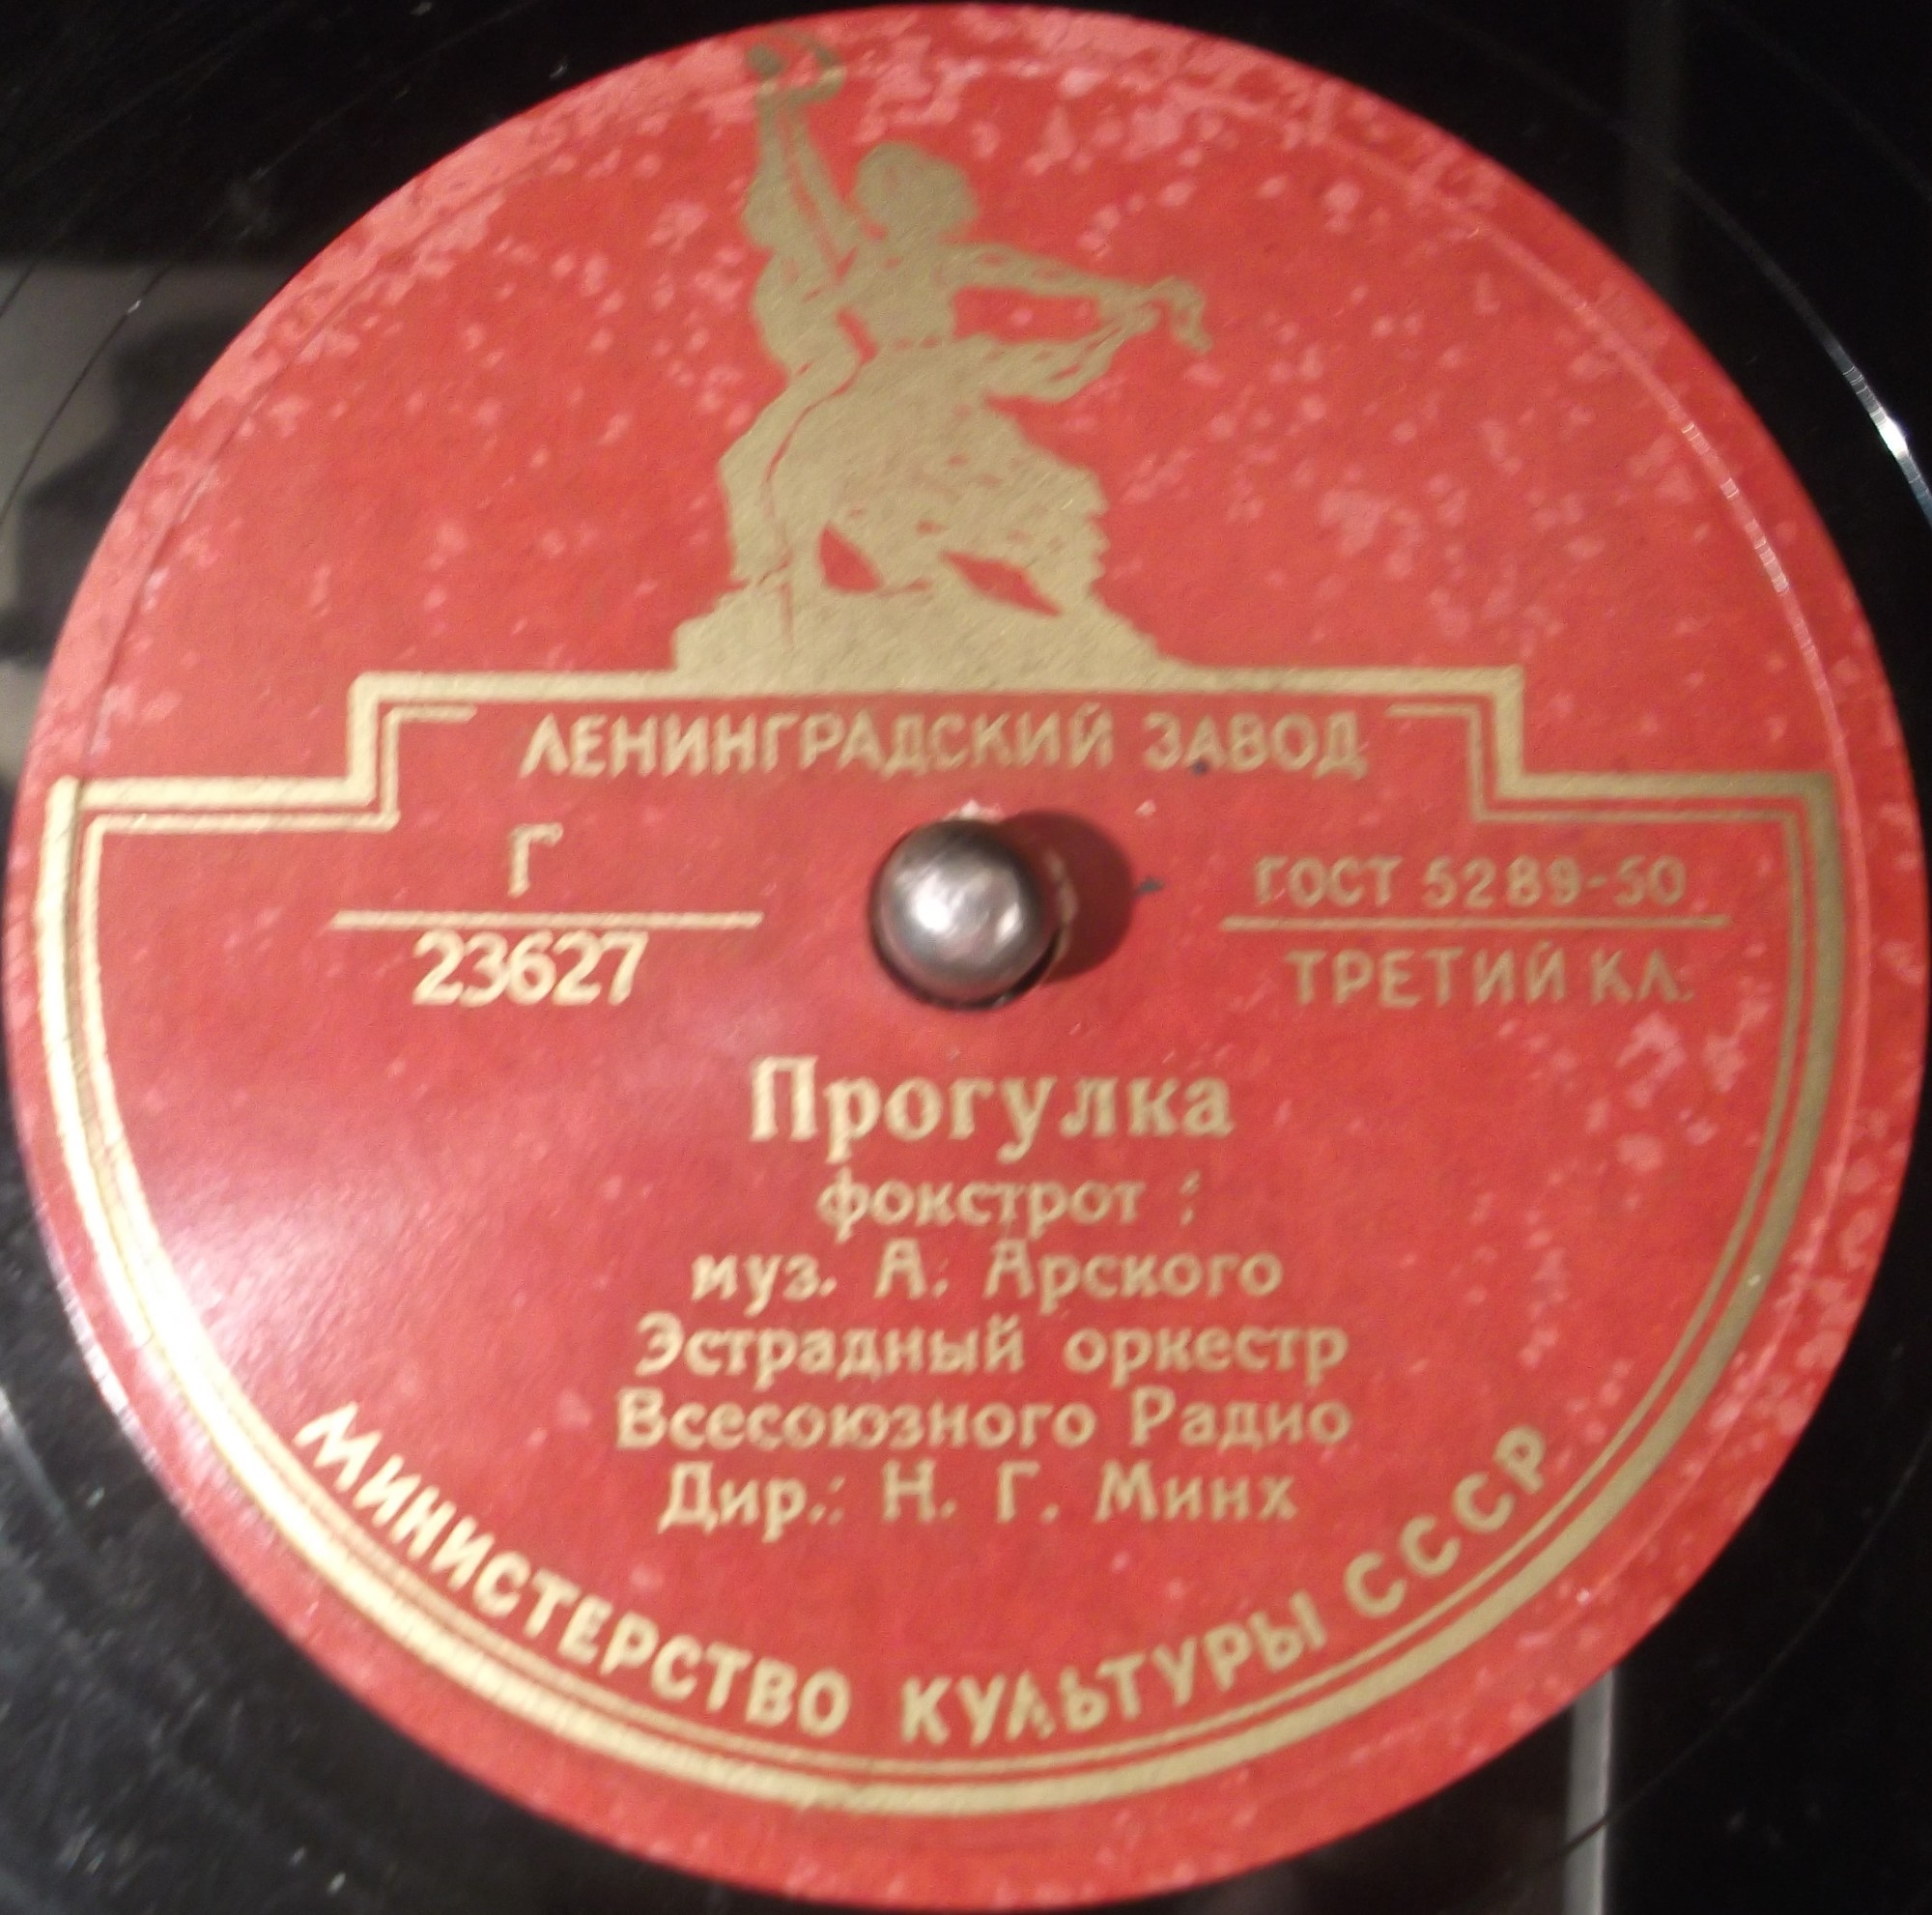 ЛЕНИНГРАДСКИЙ ЗАВОД
Г
23627
ГОСТ 5289-50
ТРЕТИЙ КЛ.
Прогулка
фокстрот :
муз. А. Арского
Эстрадный оркестр
Всесоюзного Радио
Дир.: Н. Г. Минх
МИНИСТЕРСТВО КУЛЬТУРЫ СССР